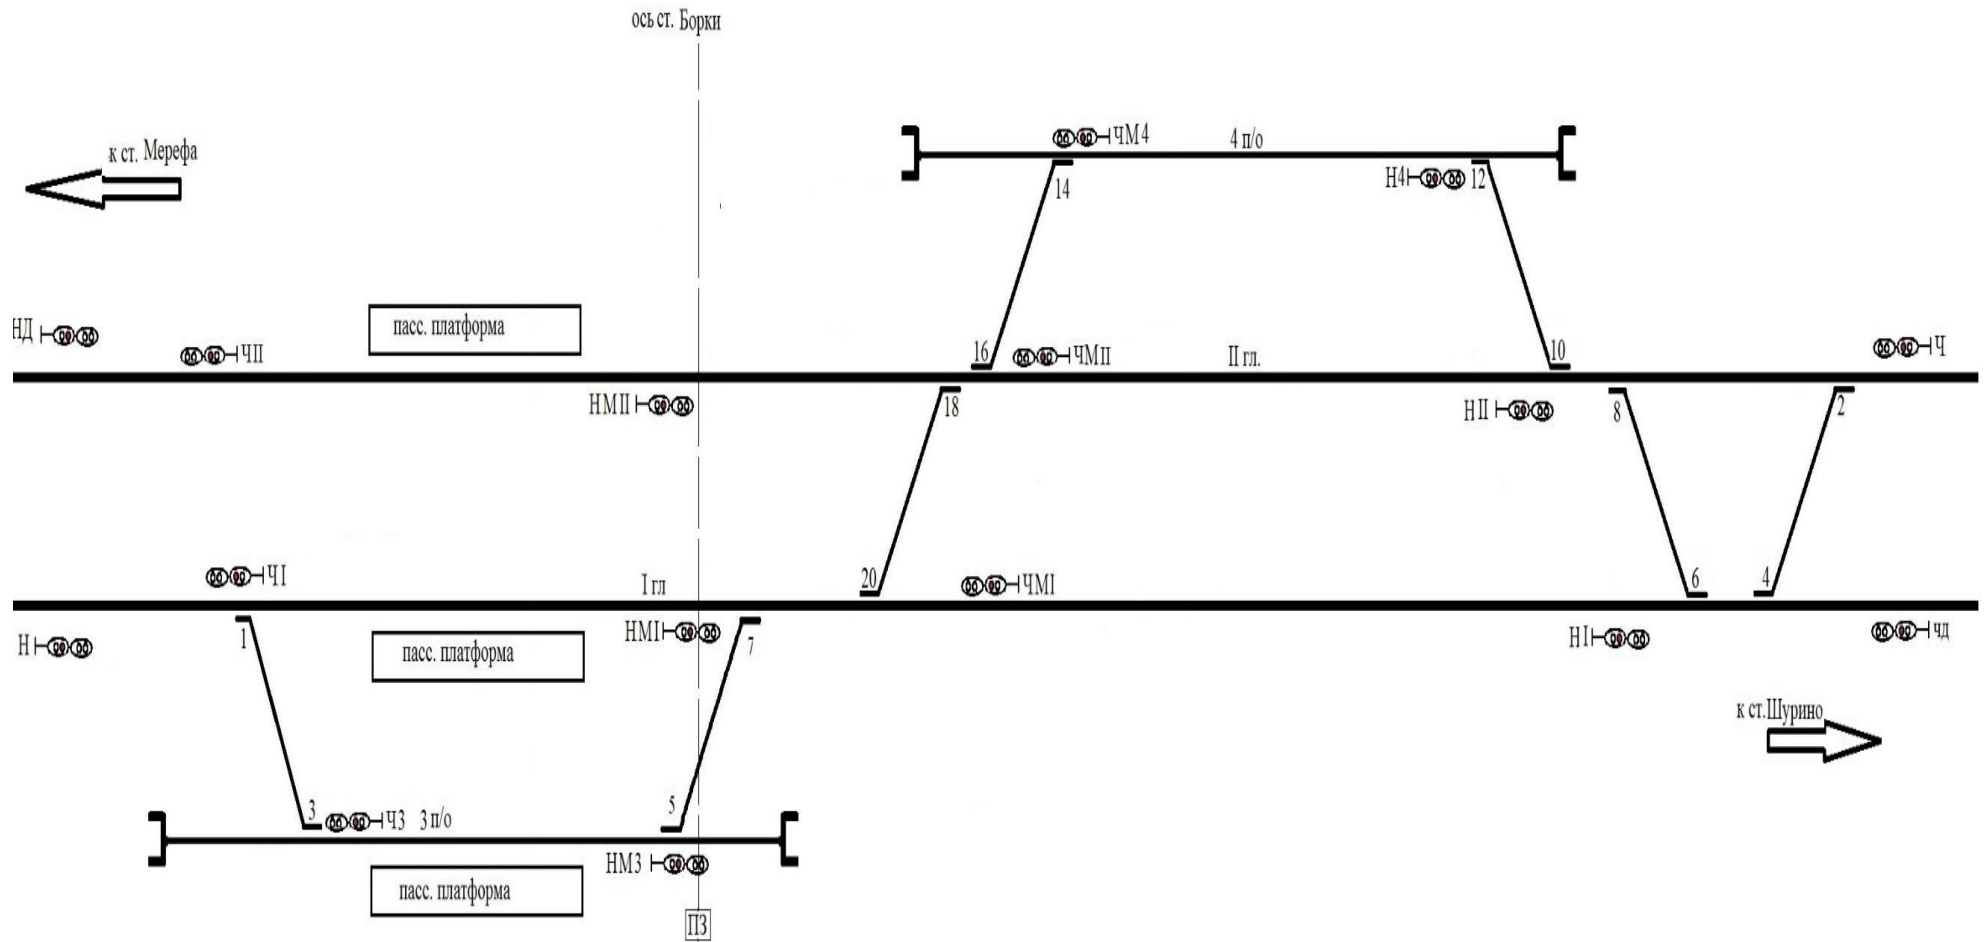 ось ст. Борки
к ст. Мерефа
ЧМ4
4 п/о
Н4
12
14
НД
ЧII
пасс. платформа
16
ЧМII
II гл.
10
Ч
НМII
18
НII
8
2
ЧI
I гл
20
ЧМI
6
4
Н
1
пасс. платформа
НМI
7
НI
чд
к ст.Шурино
3
Ч3
3 п/о
5
НМ3
пасс. платформа
ПЗ